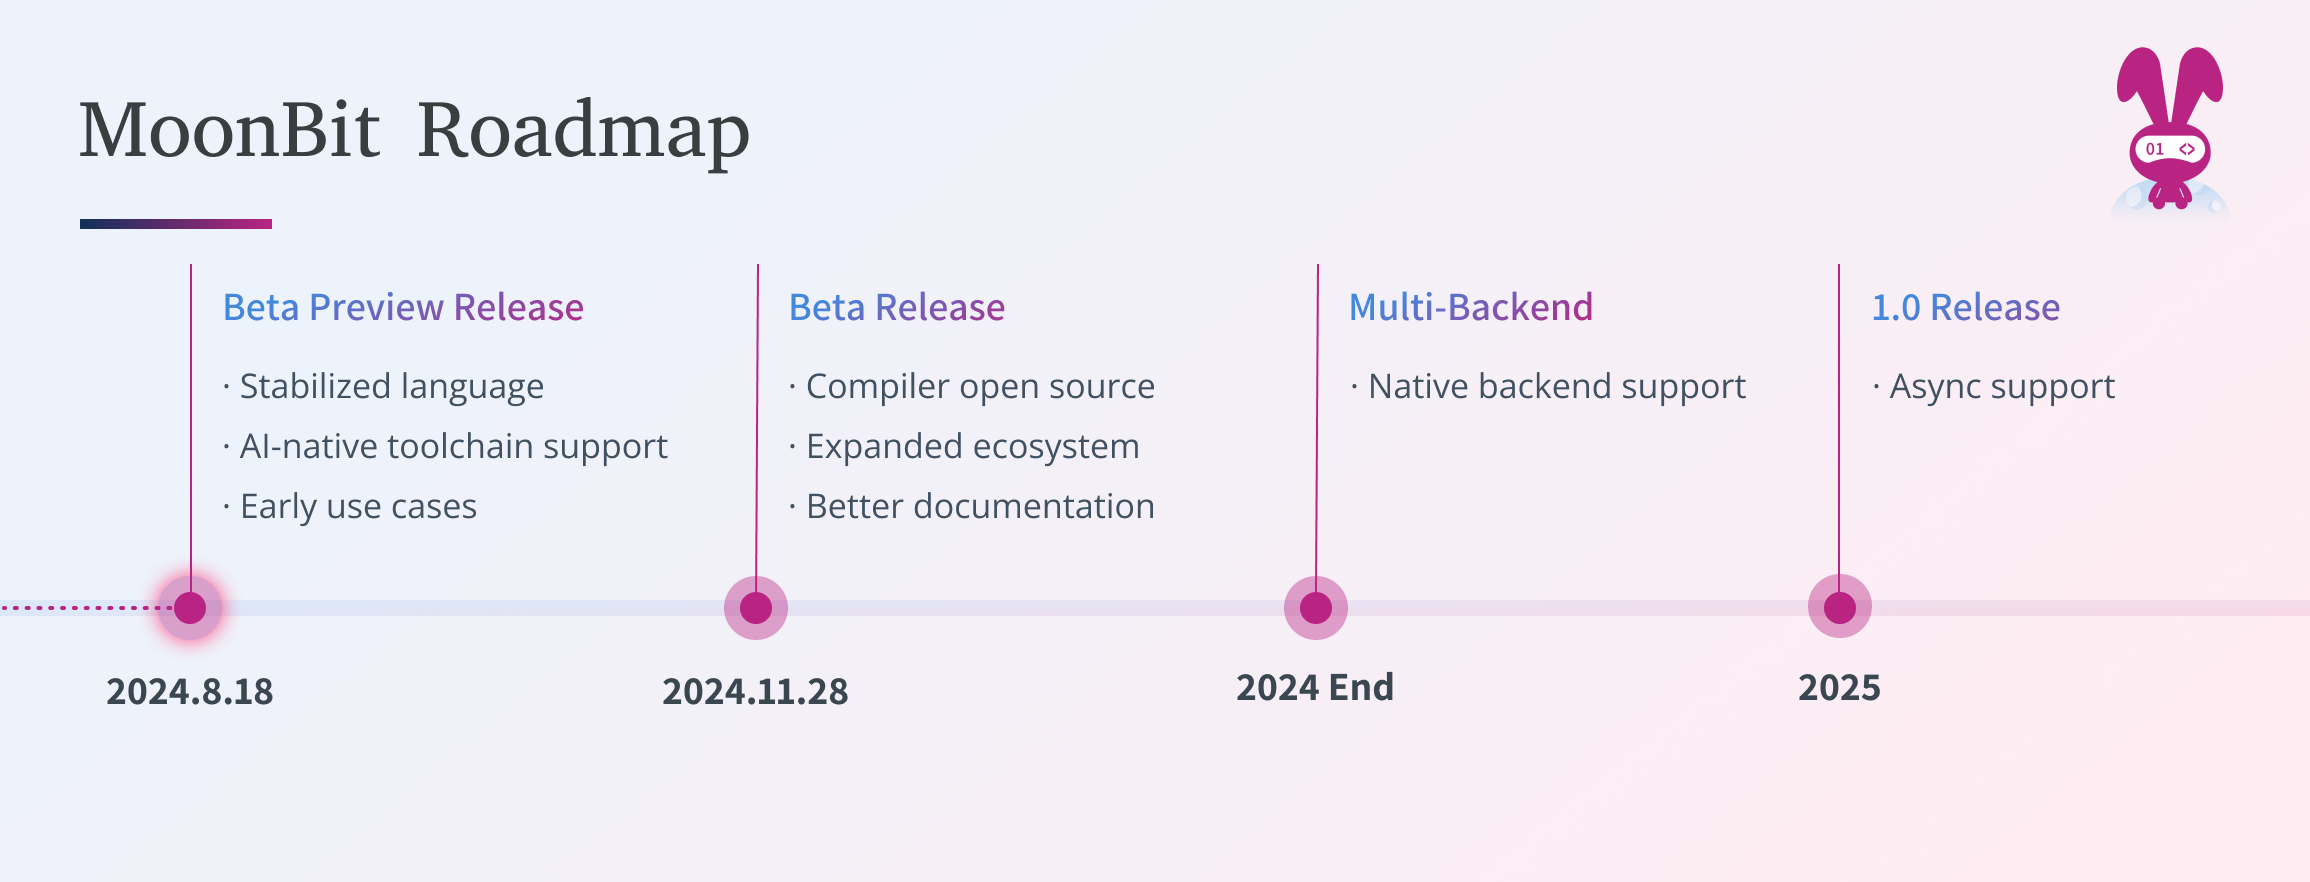 MoonBit Roadmap
01 <>
Beta Preview Release
· Stabilized language
· AI-native toolchain support
· Early use cases
2024.8.18
Beta Release
· Compiler open source
· Expanded ecosystem
· Better documentation
2024.11.28
Multi-Backend
· Native backend support
2024 End
1.0 Release
· Async support
2025